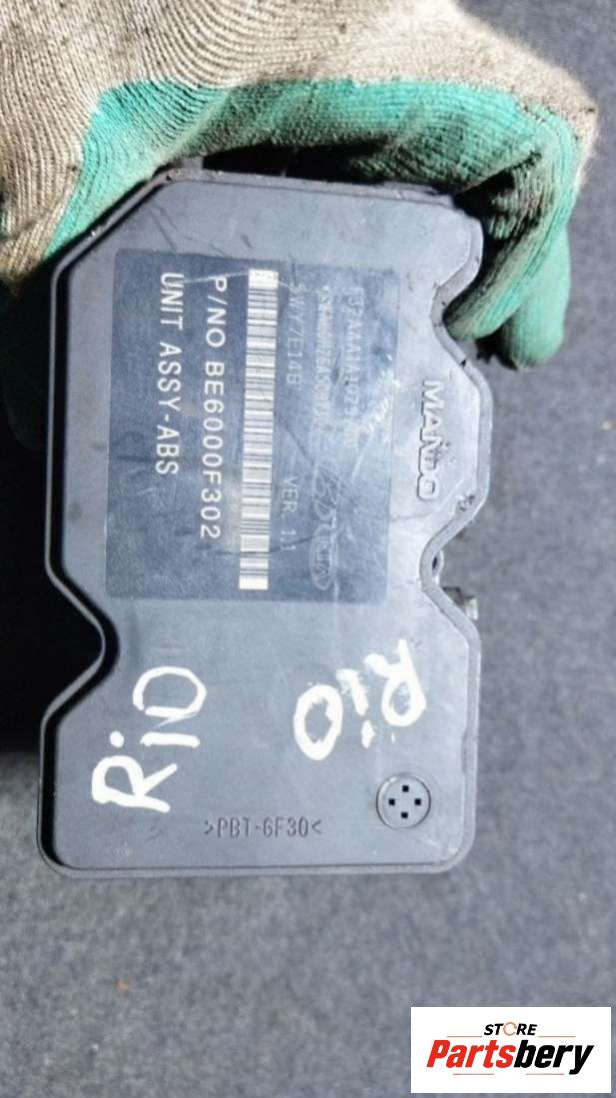 MANDO
VER. 1.1
P/NO BE6000F302
UNIT ASSY-ABS
Rio
Rio
>PBT-GF30<
STORE
Partsbery